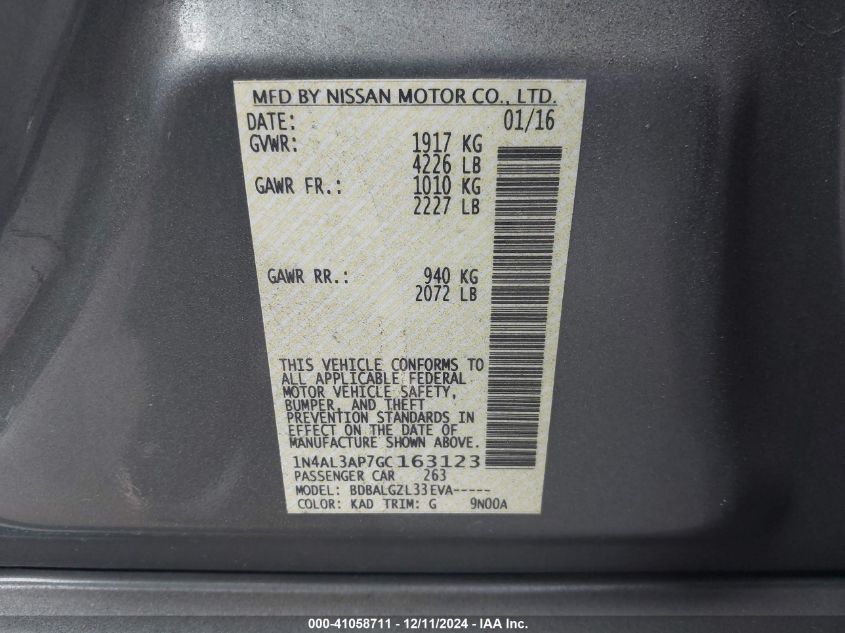 MFD BY NISSAN MOTOR CO., LTD.
DATE: 01/16
GVWR: 1917 KG
4226 LB
GAWR FR.: 1010 KG
2227 LB
GAWR RR.: 940 KG
2072 LB
THIS VEHICLE CONFORMS TO
ALL APPLICABLE FEDERAL
MOTOR VEHICLE SAFETY,
BUMPER, AND THEFT
PREVENTION STANDARDS IN
EFFECT ON THE DATE OF
MANUFACTURE SHOWN ABOVE.
1N4AL3AP7GC163123
PASSENGER CAR 263
MODEL: BDBALGZL33EVA-----
COLOR: KAD TRIM: G 9N00A
000-41058711 - 12/11/2024 - IAA Inc.